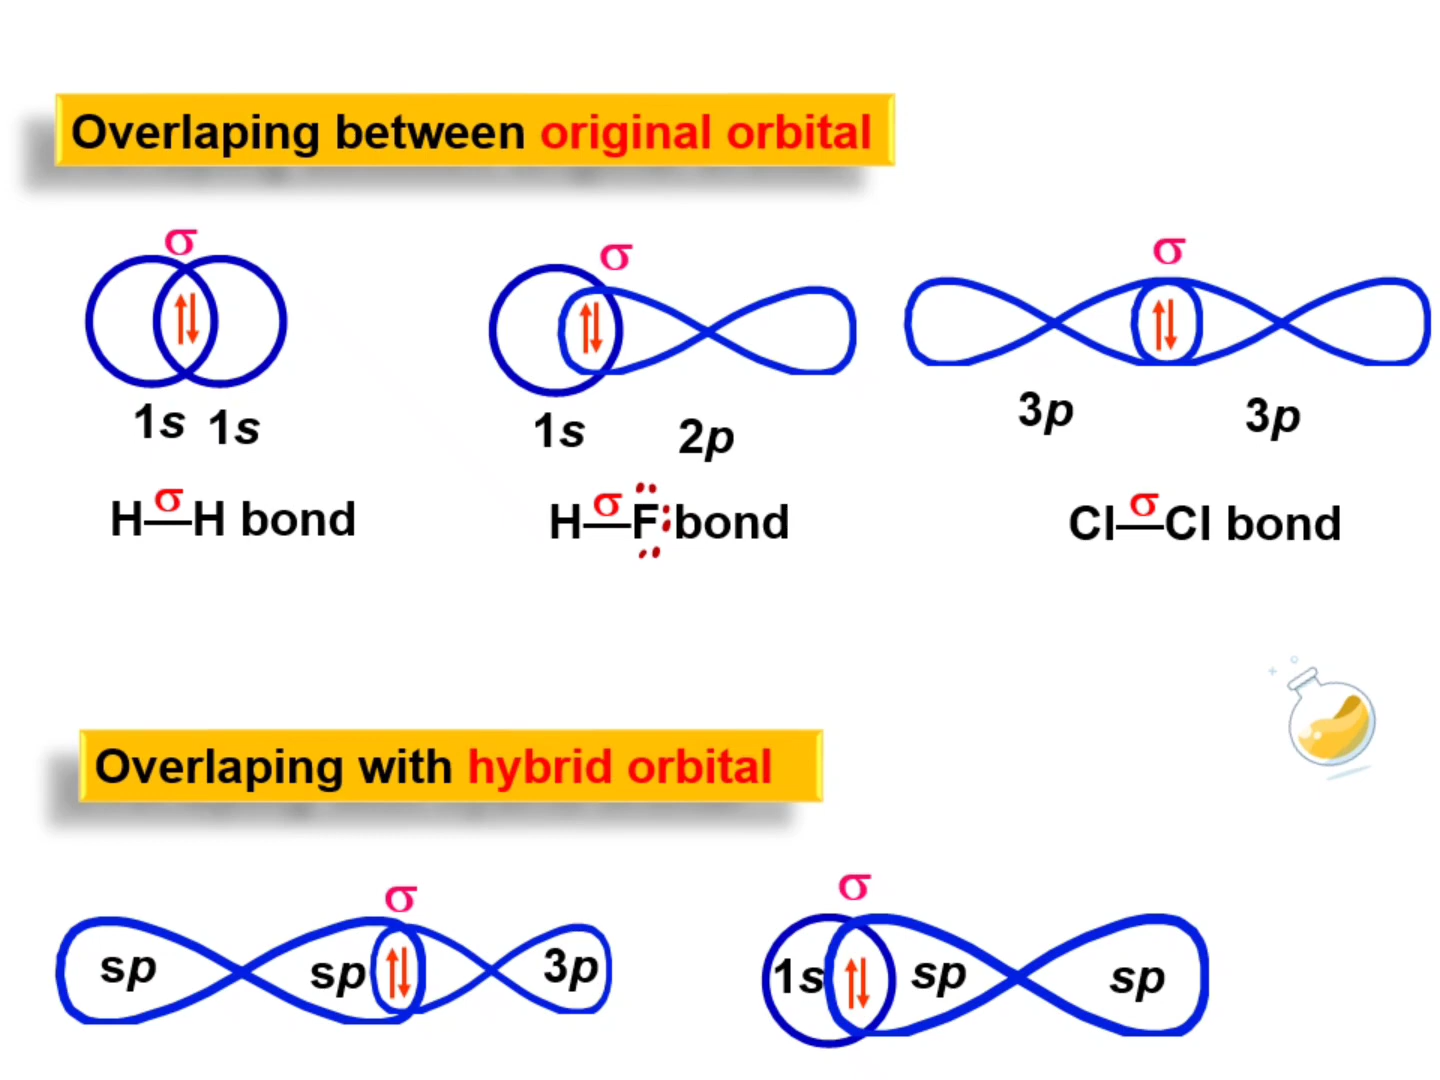 Overlaping between original orbital
σ σ σ
1s 1s 1s 2p 3p 3p
H—σ—H bond H—σ—F bond Cl—σ—Cl bond
Overlaping with hybrid orbital
σ σ
sp sp 3p 1s sp sp